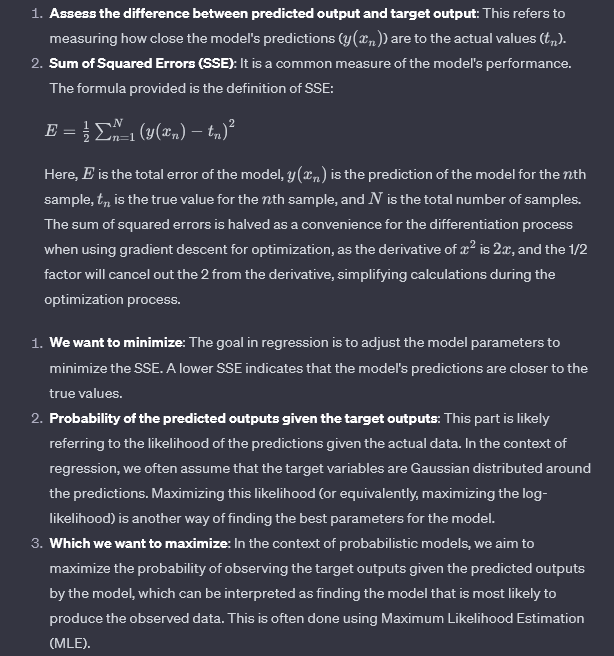 1. Assess the difference between predicted output and target output: This refers to
measuring how close the model's predictions (y(xₙ)) are to the actual values (tₙ).
2. Sum of Squared Errors (SSE): It is a common measure of the model's performance.
The formula provided is the definition of SSE:
E = ½ ∑ₙ₌₁ᴺ (y(xₙ) − tₙ)²
Here, E is the total error of the model, y(xₙ) is the prediction of the model for the nth
sample, tₙ is the true value for the nth sample, and N is the total number of samples.
The sum of squared errors is halved as a convenience for the differentiation process
when using gradient descent for optimization, as the derivative of x² is 2x, and the 1/2
factor will cancel out the 2 from the derivative, simplifying calculations during the
optimization process.
1. We want to minimize: The goal in regression is to adjust the model parameters to
minimize the SSE. A lower SSE indicates that the model's predictions are closer to the
true values.
2. Probability of the predicted outputs given the target outputs: This part is likely
referring to the likelihood of the predictions given the actual data. In the context of
regression, we often assume that the target variables are Gaussian distributed around
the predictions. Maximizing this likelihood (or equivalently, maximizing the log-
likelihood) is another way of finding the best parameters for the model.
3. Which we want to maximize: In the context of probabilistic models, we aim to
maximize the probability of observing the target outputs given the predicted outputs
by the model, which can be interpreted as finding the model that is most likely to
produce the observed data. This is often done using Maximum Likelihood Estimation
(MLE).